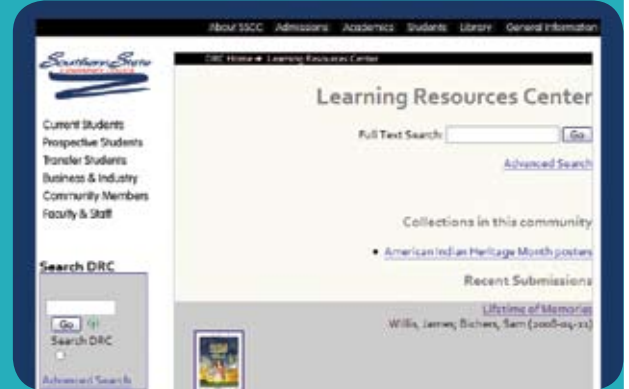 About SSCC Admissions Academics Students Library General Information
Southern State
COMMUNITY COLLEGE
DRC Home → Learning Resources Center
Learning Resources Center
Full Text Search: Go
Advanced Search
Current Students
Prospective Students
Transfer Students
Business & Industry
Community Members
Faculty & Staff
Collections in this community
• American Indian Heritage Month posters
Recent Submissions
Lifetime of Memories
Willis, James; Bichers, Sam (2008-04-22)
Search DRC
Go
Search DRC
Advanced Search